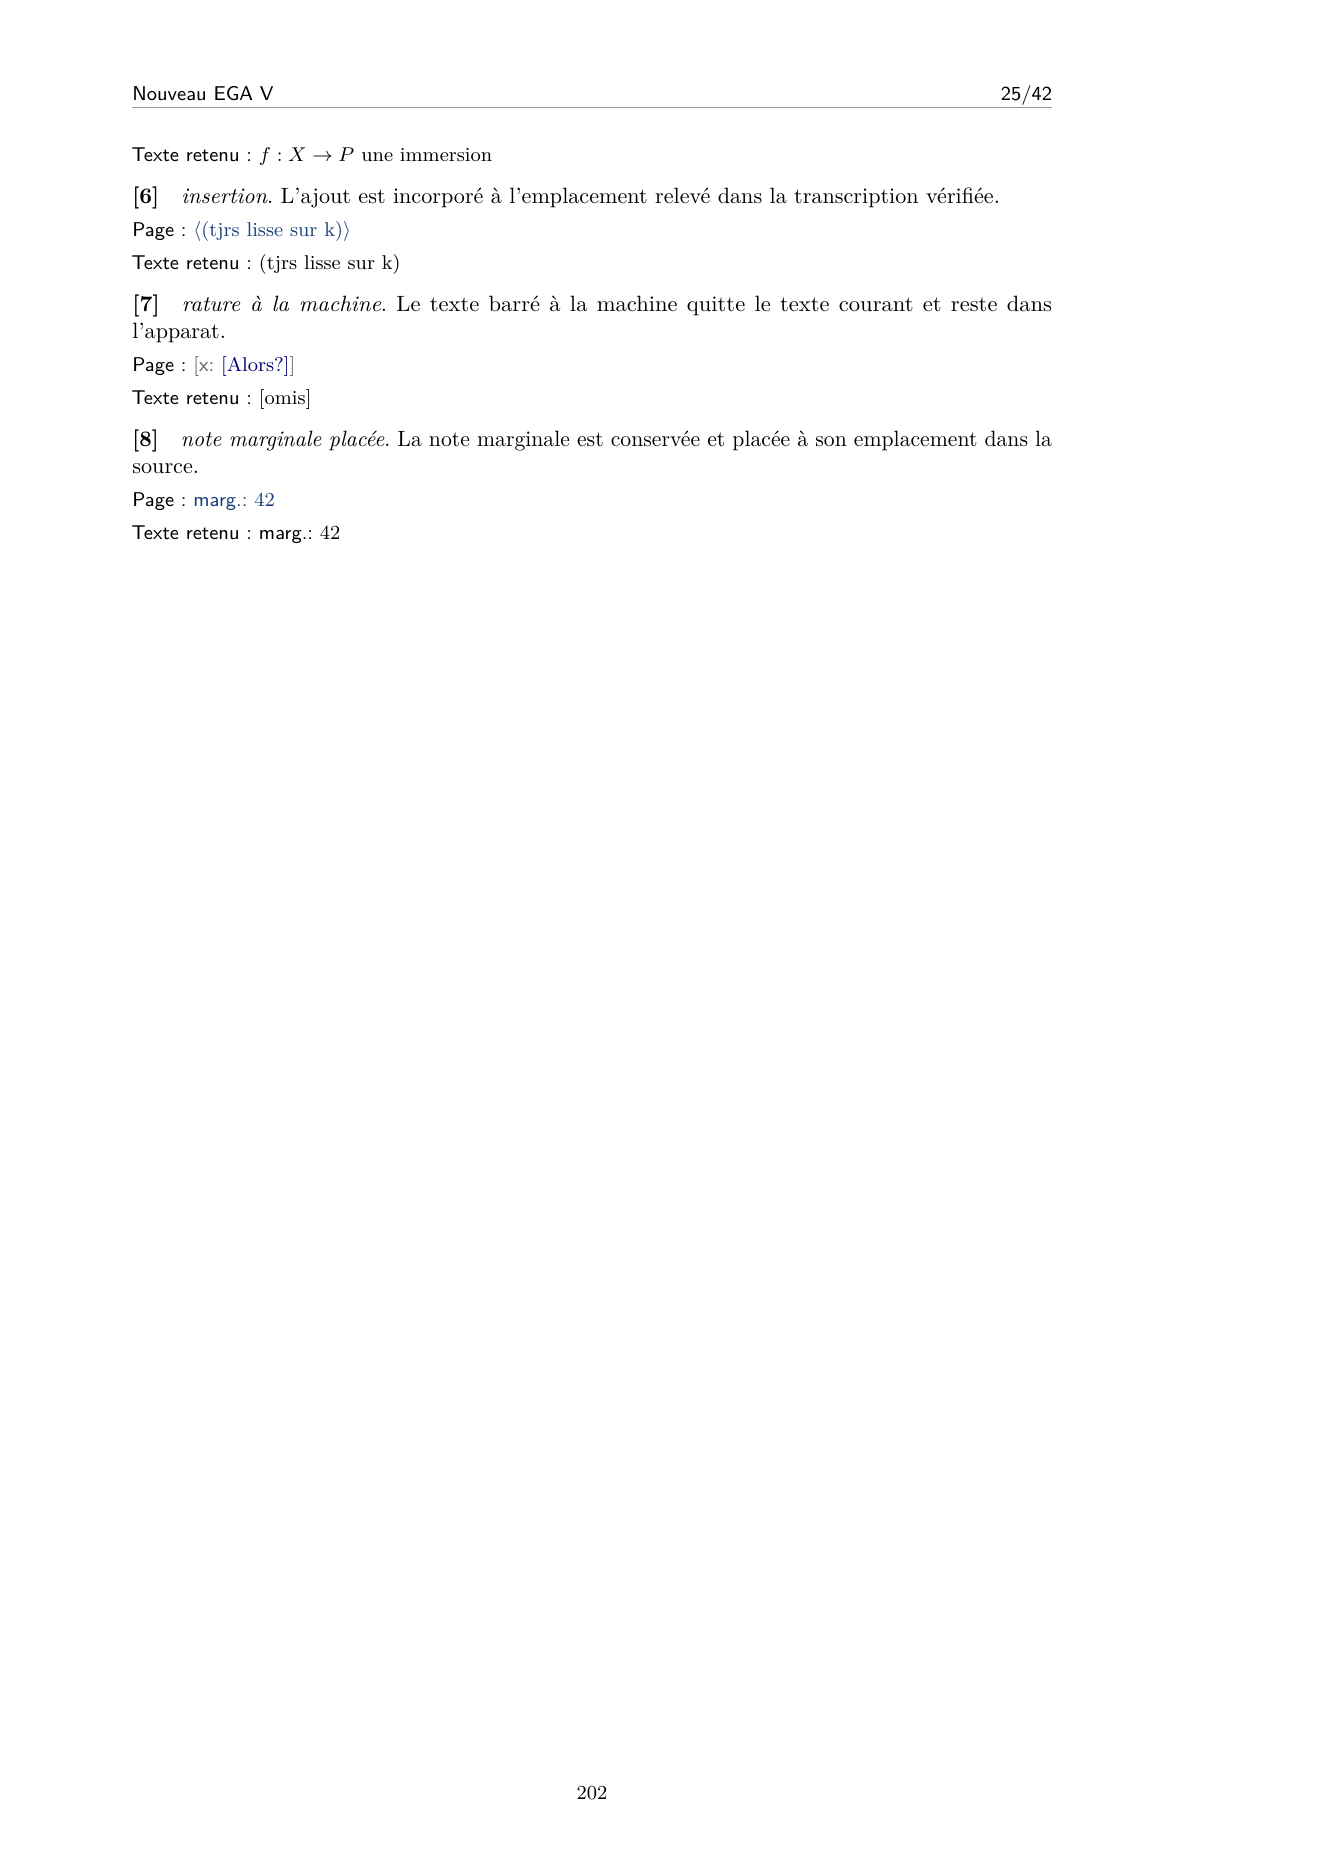 Nouveau EGA V 25/42
Texte retenu : f : X → P une immersion
[6] insertion. L'ajout est incorporé à l'emplacement relevé dans la transcription vérifiée.
Page : ⟨(tjrs lisse sur k)⟩
Texte retenu : (tjrs lisse sur k)
[7] rature à la machine. Le texte barré à la machine quitte le texte courant et reste dans
l'apparat.
Page : [x: [Alors?]]
Texte retenu : [omis]
[8] note marginale placée. La note marginale est conservée et placée à son emplacement dans la
source.
Page : marg.: 42
Texte retenu : marg.: 42
202